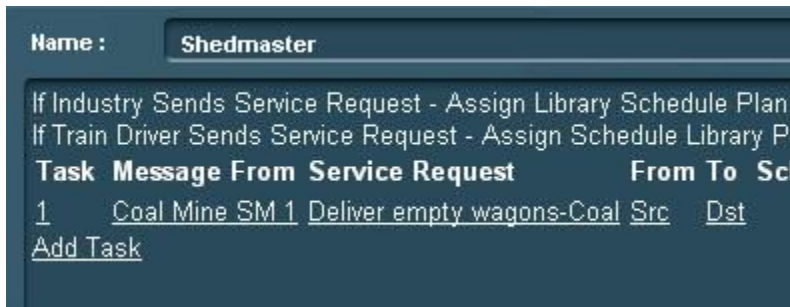 Name : Shedmaster
If Industry Sends Service Request - Assign Library Schedule Plan
If Train Driver Sends Service Request - Assign Schedule Library P
Task Message From Service Request From To Sc
1 Coal Mine SM 1 Deliver empty wagons-Coal Src Dst
Add Task